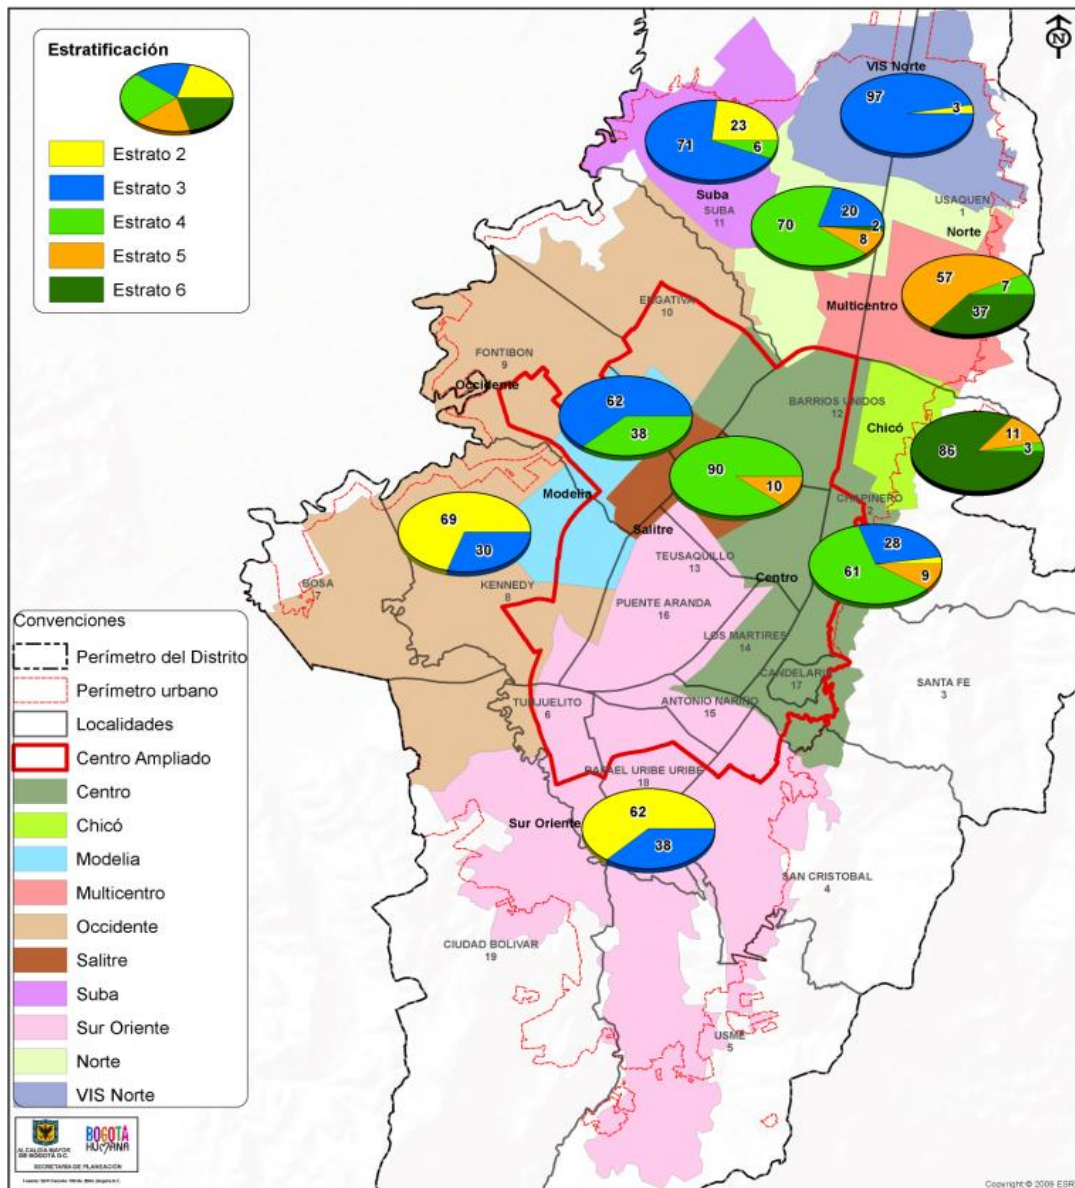 Estratificación
Estrato 2
Estrato 3
Estrato 4
Estrato 5
Estrato 6
N
VIS Norte
97
3
23
71
6
Suba
SUBA
11
USAQUEN
1
Norte
20
70
2
8
57
7
37
Multicentro
ENGATIVA
10
FONTIBON
9
Occidente
62
38
BARRIOS UNIDOS
12
Chicó
11
86
3
90
10
Modelia
Salitre
CHAPINERO
2
69
30
TEUSAQUILLO
13
28
61
9
Centro
BOSA
7
KENNEDY
8
PUENTE ARANDA
16
LOS MARTIRES
14
CANDELARI
17
SANTA FE
3
TUNJUELITO
6
ANTONIO NARIÑO
15
RAFAEL URIBE URIBE
18
62
38
Sur Oriente
SAN CRISTOBAL
4
CIUDAD BOLIVAR
19
USME
5
Convenciones
Perímetro del Distrito
Perímetro urbano
Localidades
Centro Ampliado
Centro
Chicó
Modelia
Multicentro
Occidente
Salitre
Suba
Sur Oriente
Norte
VIS Norte
ALCALDIA MAYOR
DE BOGOTÁ D.C.
BOGOTÁ
HUMANA
SECRETARÍA DE PLANEACIÓN
Copyright:© 2009 ESR